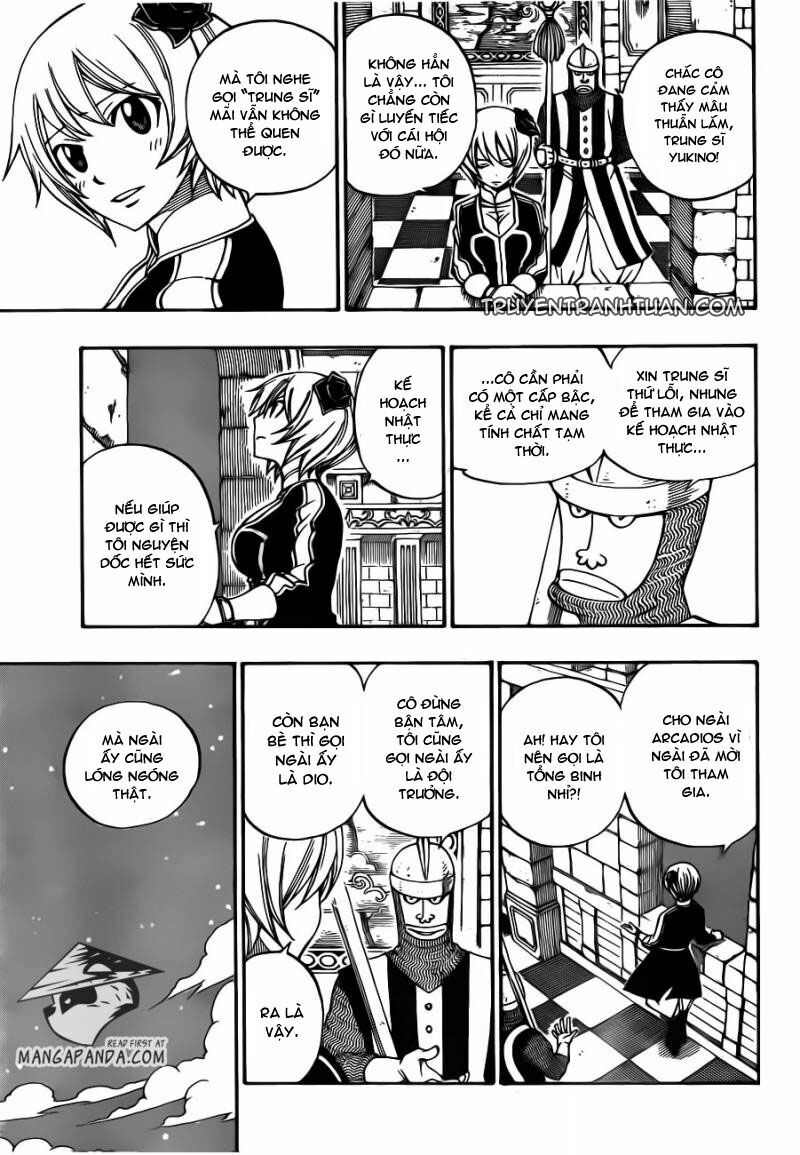 CHẮC CÔ
ĐANG CẢM
THẤY MÂU
THUẪN LẮM,
TRUNG SĨ
YUKINO!
KHÔNG HẲN
LÀ VẬY... TÔI
CHẲNG CÒN
GÌ LUYẾN TIẾC
VỚI CÁI HỘI
ĐÓ NỮA.
MÀ TÔI NGHE
GỌI "TRUNG SĨ"
MÃI VẪN KHÔNG
THỂ QUEN
ĐƯỢC.
TRUYENTRANHTUAN.COM
XIN TRUNG SĨ
THỨ LỖI, NHƯNG
ĐỂ THAM GIA VÀO
KẾ HOẠCH NHẬT
THỰC...
...CÔ CẦN PHẢI
CÓ MỘT CẤP BẬC,
KỂ CẢ CHỈ MANG
TÍNH CHẤT TẠM
THỜI.
KẾ
HOẠCH
NHẬT
THỰC
...
NẾU GIÚP
ĐƯỢC GÌ THÌ
TÔI NGUYỆN
DỐC HẾT SỨC
MÌNH.
CHO NGÀI
ARCADIOS VÌ
NGÀI ĐÃ MỜI
TÔI THAM
GIA.
AH! HAY TÔI
NÊN GỌI LÀ
TỔNG BINH
NHỈ?!
CÔ ĐỪNG
BẬN TÂM,
TÔI CŨNG
GỌI NGÀI ẤY
LÀ ĐỘI
TRƯỞNG.
CÒN BẠN
BÈ THÌ GỌI
NGÀI ẤY
LÀ DIO.
RA LÀ
VẬY.
MÀ NGÀI
ẤY CŨNG
LÓNG NGÓNG
THẬT.
READ FIRST AT
MANGAPANDA.COM